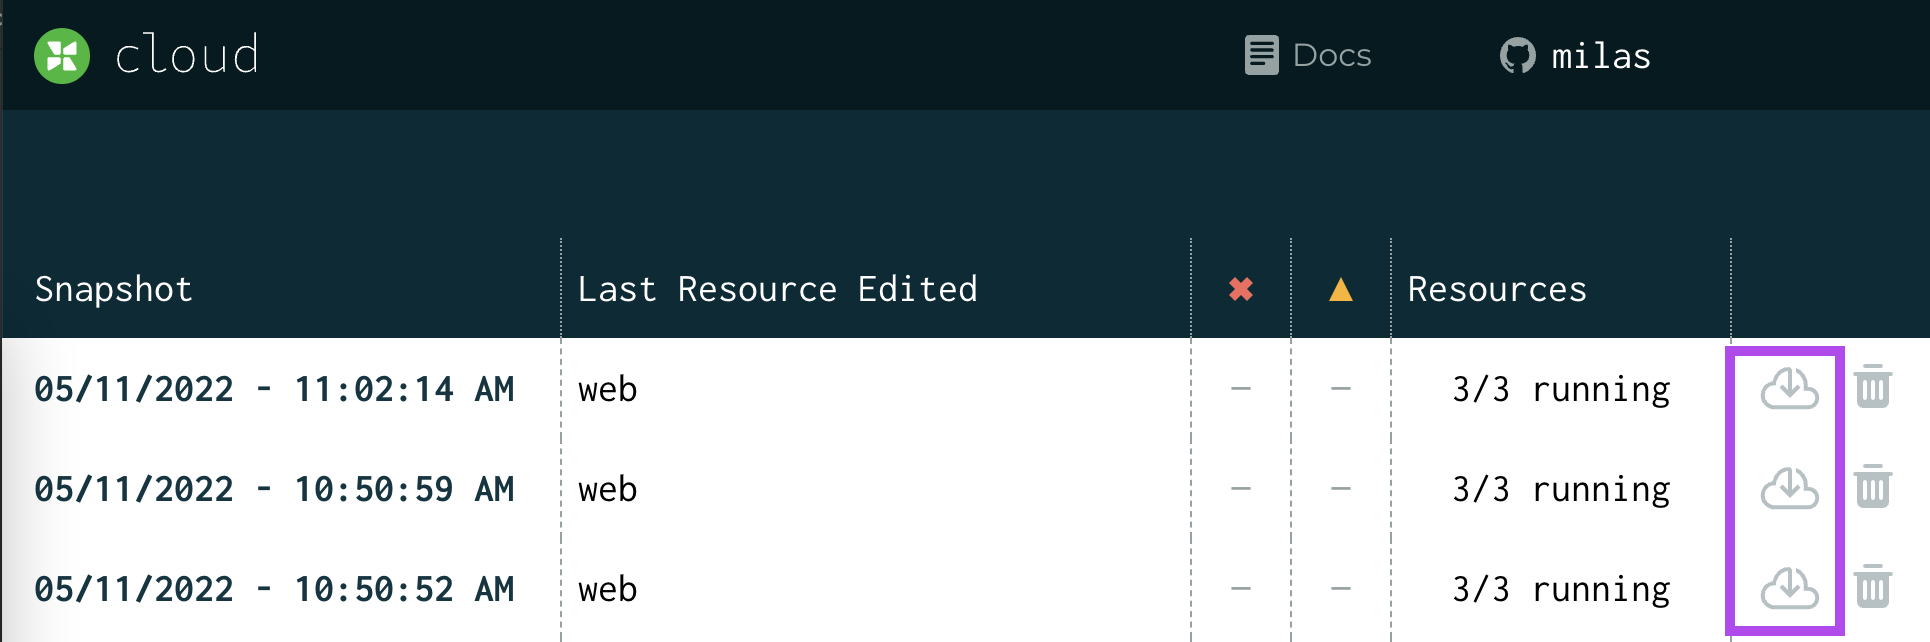 cloud Docs milas
Snapshot Last Resource Edited ✖ ▲ Resources
05/11/2022 - 11:02:14 AM web – – 3/3 running
05/11/2022 - 10:50:59 AM web – – 3/3 running
05/11/2022 - 10:50:52 AM web – – 3/3 running